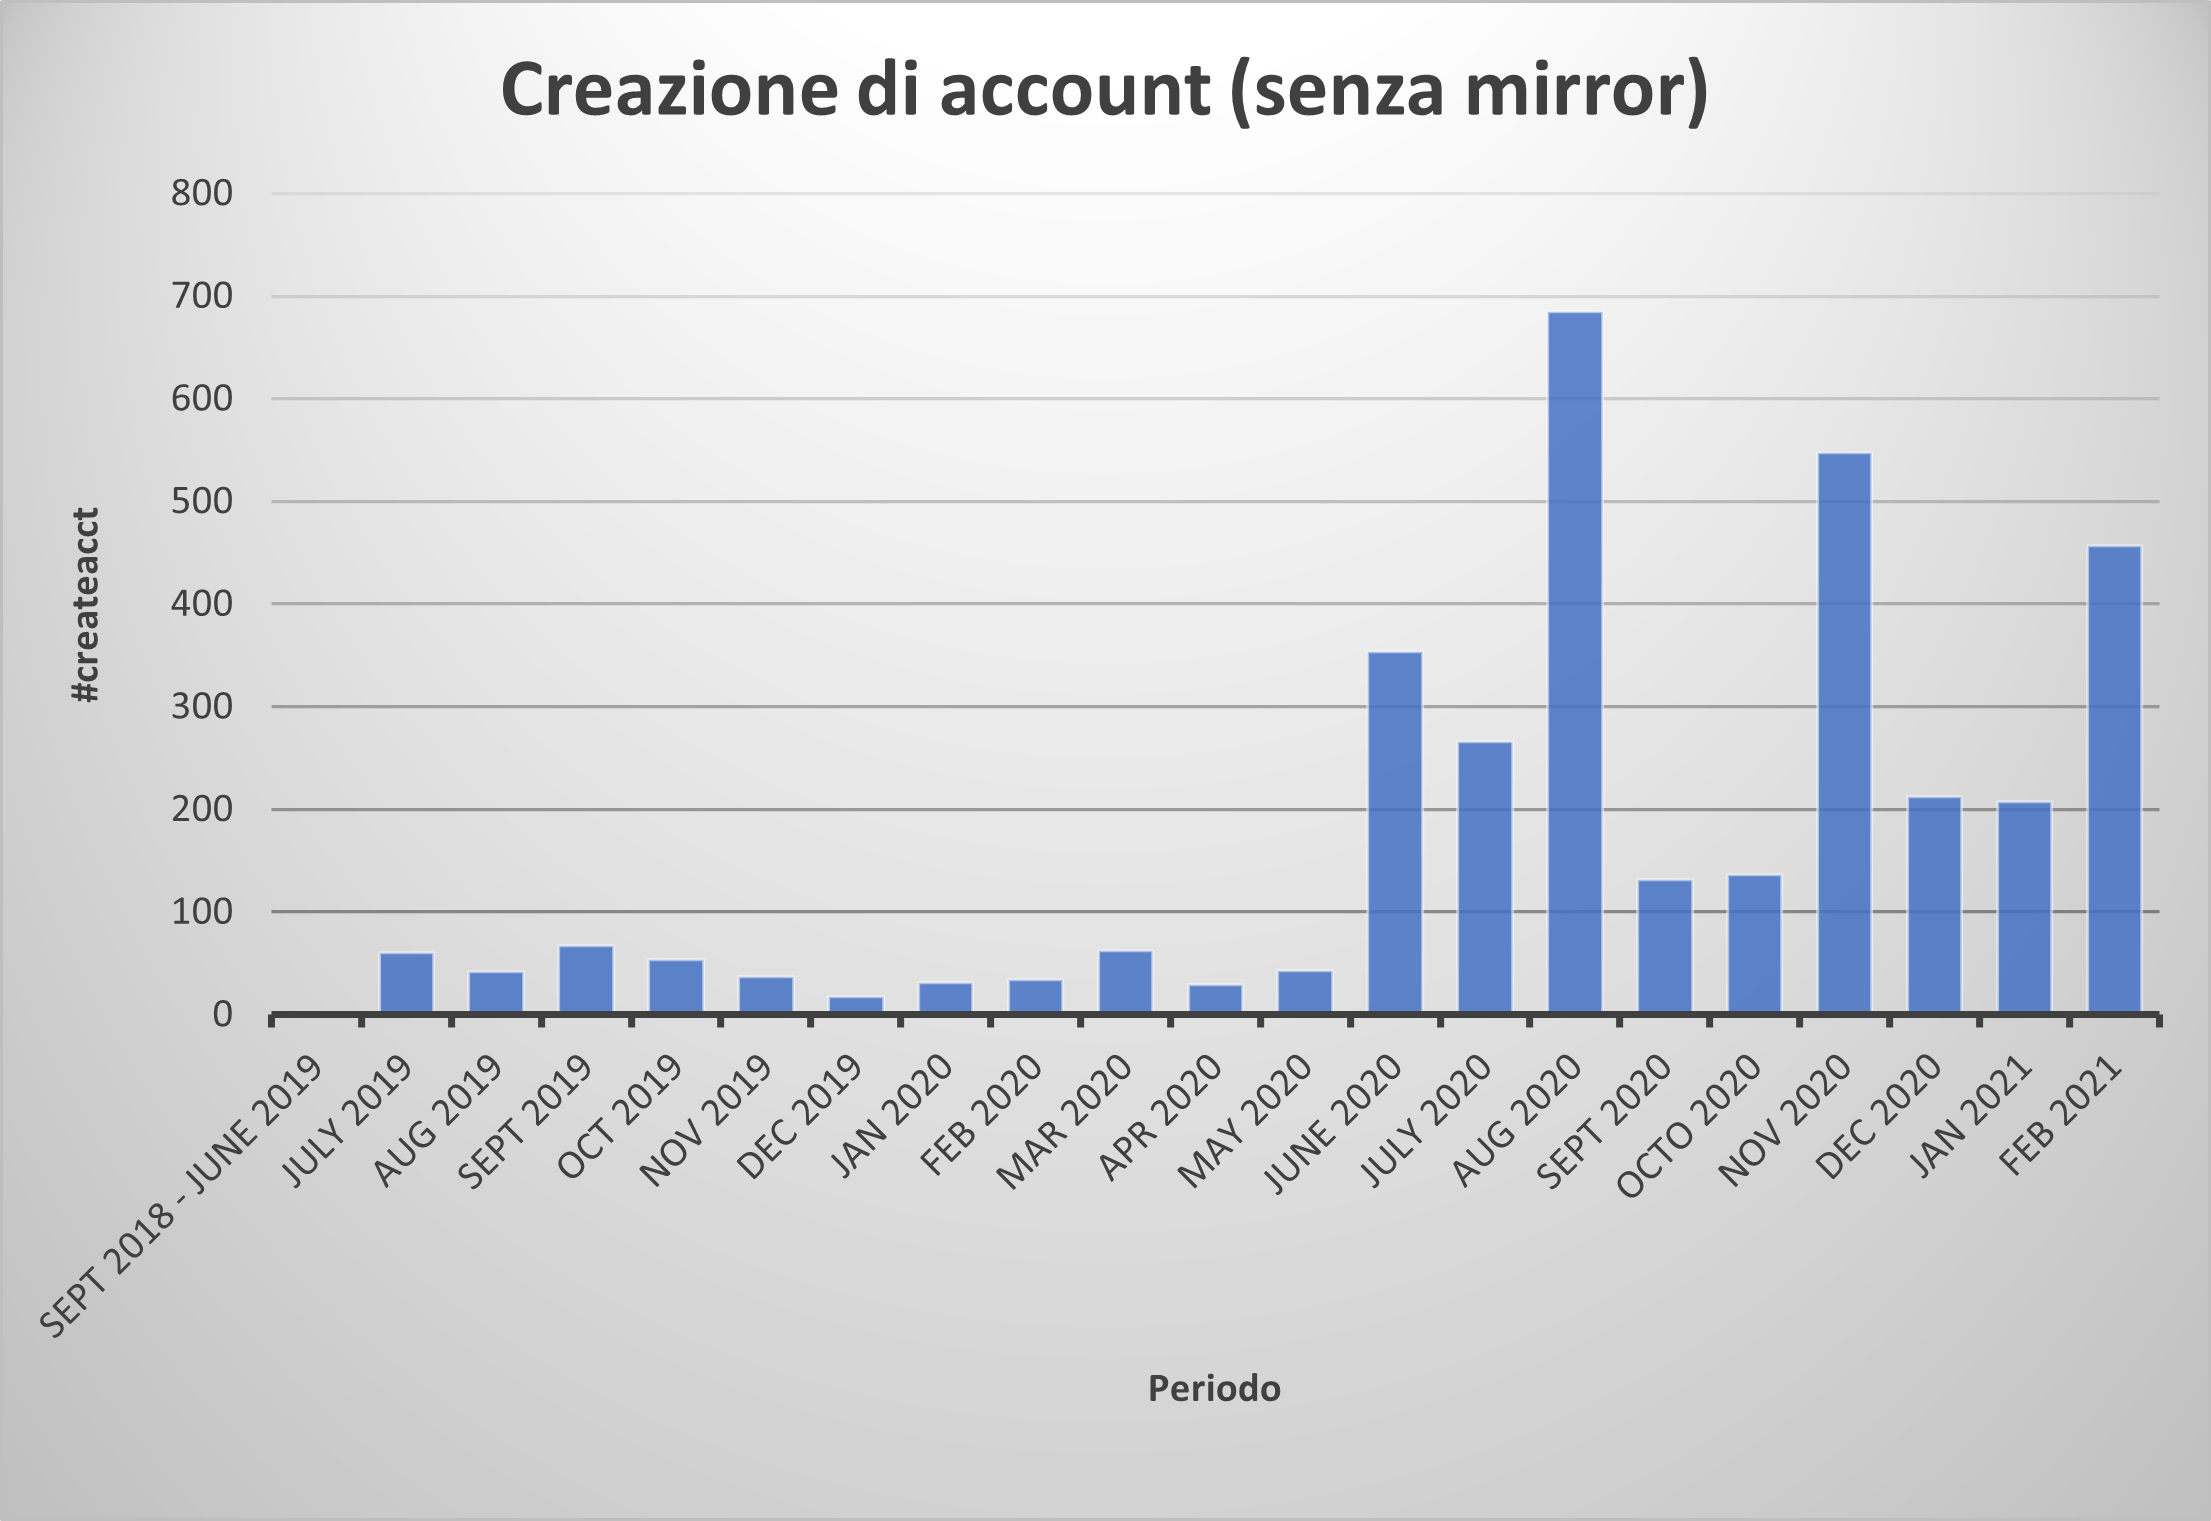 Creazione di account (senza mirror)
#createacct
800
700
600
500
400
300
200
100
0
SEPT 2018 - JUNE 2019
JULY 2019
AUG 2019
SEPT 2019
OCT 2019
NOV 2019
DEC 2019
JAN 2020
FEB 2020
MAR 2020
APR 2020
MAY 2020
JUNE 2020
JULY 2020
AUG 2020
SEPT 2020
OCTO 2020
NOV 2020
DEC 2020
JAN 2021
FEB 2021
Periodo